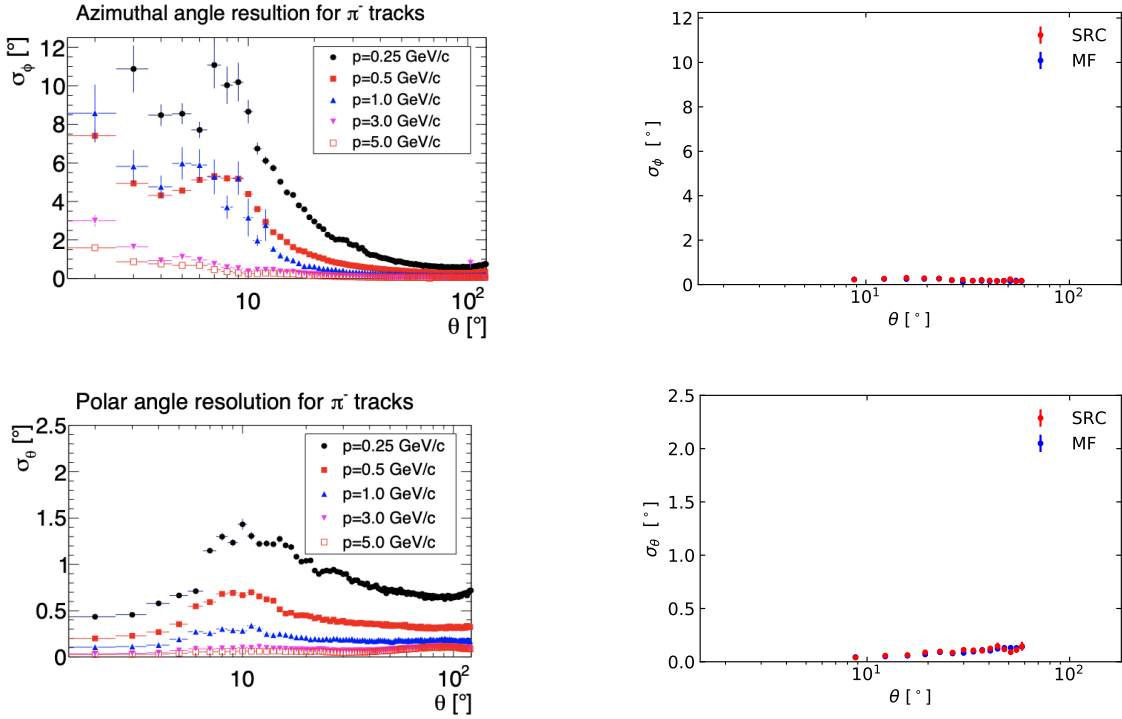 Azimuthal angle resultion for π⁻ tracks
σϕ [°]
12
10
8
6
4
2
0
p=0.25 GeV/c
p=0.5 GeV/c
p=1.0 GeV/c
p=3.0 GeV/c
p=5.0 GeV/c
10
10²
θ [°]
σϕ [°]
12
10
8
6
4
2
0
SRC
MF
10¹
10²
θ [°]
Polar angle resolution for π⁻ tracks
σθ [°]
2.5
2
1.5
1
0.5
0
p=0.25 GeV/c
p=0.5 GeV/c
p=1.0 GeV/c
p=3.0 GeV/c
p=5.0 GeV/c
10
10²
θ [°]
σθ [°]
2.5
2.0
1.5
1.0
0.5
0.0
SRC
MF
10¹
10²
θ [°]